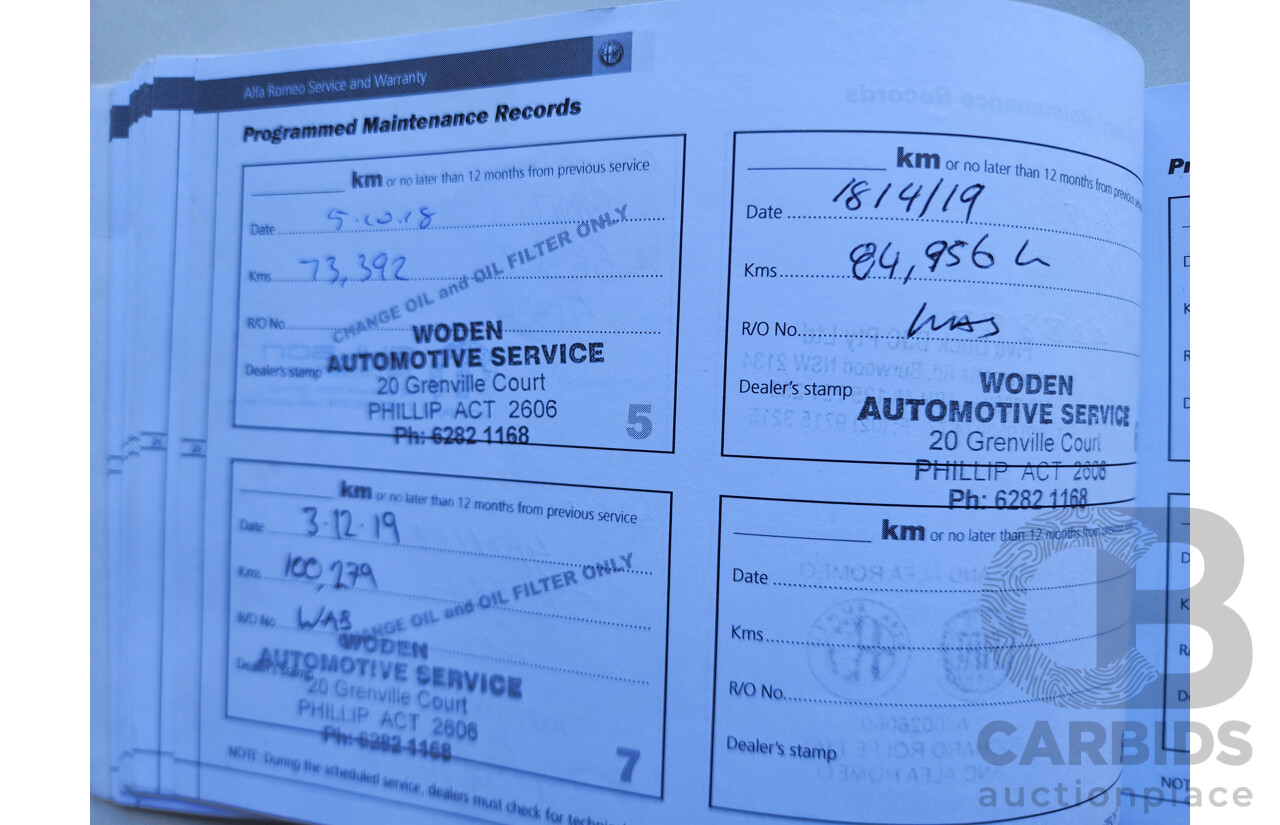 Alfa Romeo Service and Warranty
Programmed Maintenance Records
km or no later than 12 months from previous service
Date 5.10.18
Kms 73,392
R/O No.
CHANGE OIL and OIL FILTER ONLY
Dealer's stamp
WODEN
AUTOMOTIVE SERVICE
20 Grenville Court
PHILLIP ACT 2606
Ph: 6282 1168
5
km or no later than 12 months from previous
Date 18/4/19
Kms 84,956
R/O No. WAS
Dealer's stamp
WODEN
AUTOMOTIVE SERVICE
20 Grenville Court
PHILLIP ACT 2606
Ph: 6282 1168
km or no later than 12 months from previous service
Date 3.12.19
Kms 100,279
R/O No. WAS
CHANGE OIL and OIL FILTER ONLY
Dealer's stamp
WODEN
AUTOMOTIVE SERVICE
20 Grenville Court
PHILLIP ACT 2606
Ph: 6282 1168
7
km or no later than 12 months from
Date
Kms
R/O No.
Dealer's stamp
NOTE: During the scheduled service, dealers must check for
CARBIDS
auctionplace